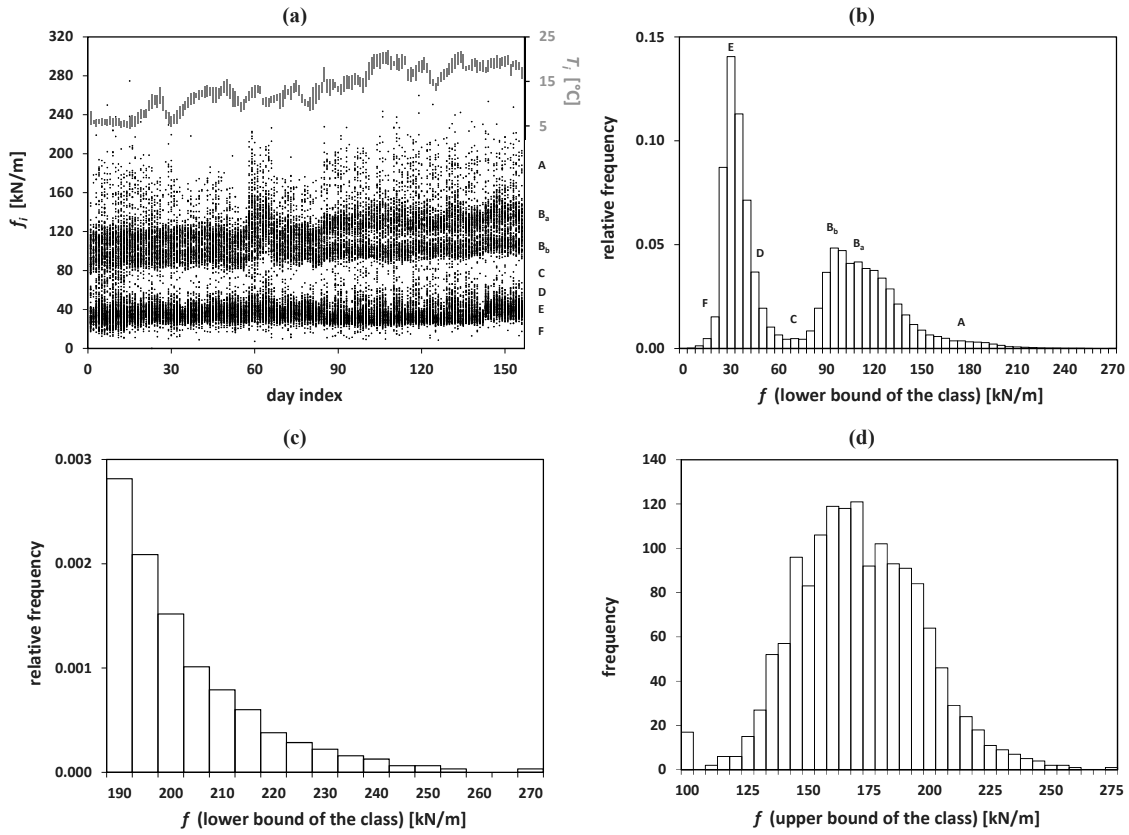 (a)
320
280
240
200
160
120
80
40
0
f_i [kN/m]
25
15
5
T_i [°C]
A
B_a
B_b
C
D
E
F
0 30 60 90 120 150
day index
(b)
0.15
0.10
0.05
0.00
relative frequency
E
D
F
C
B_b
B_a
A
0 30 60 90 120 150 180 210 240 270
f (lower bound of the class) [kN/m]
(c)
0.003
0.002
0.001
0.000
relative frequency
190 200 210 220 230 240 250 260 270
f (lower bound of the class) [kN/m]
(d)
140
120
100
80
60
40
20
0
frequency
100 125 150 175 200 225 250 275
f (upper bound of the class) [kN/m]